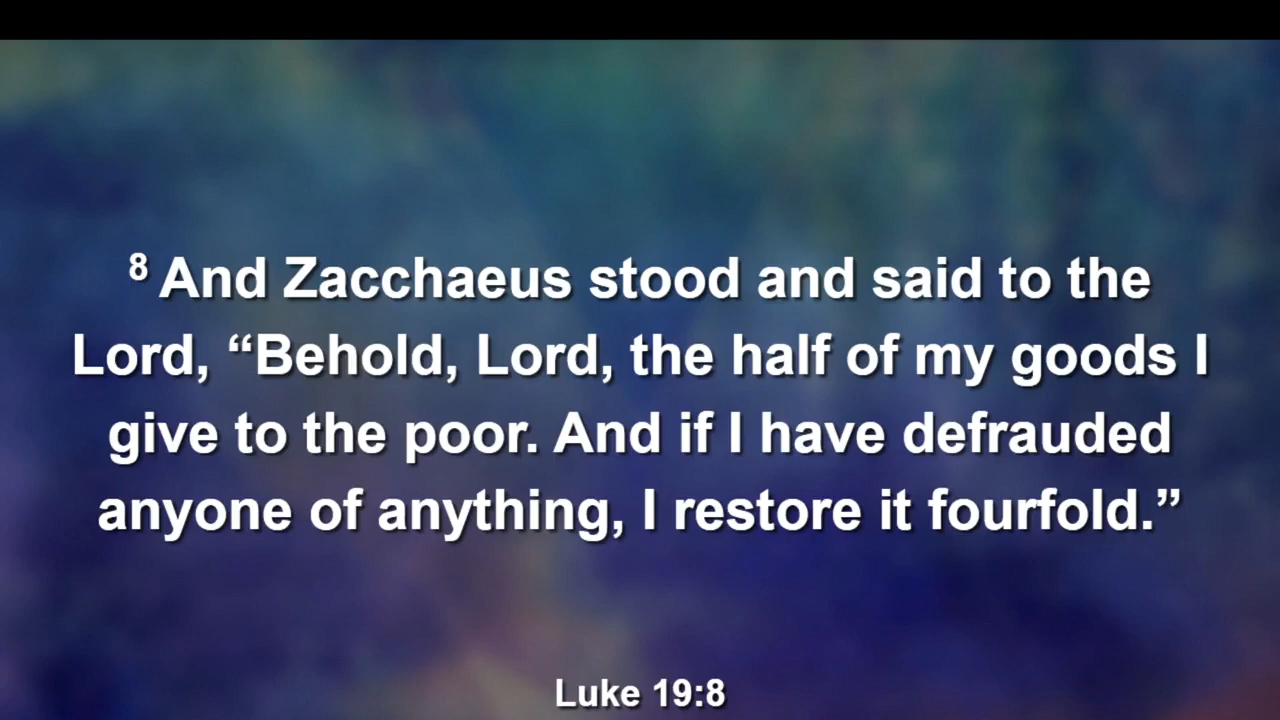 8 And Zacchaeus stood and said to the
Lord, “Behold, Lord, the half of my goods I
give to the poor. And if I have defrauded
anyone of anything, I restore it fourfold.”
Luke 19:8